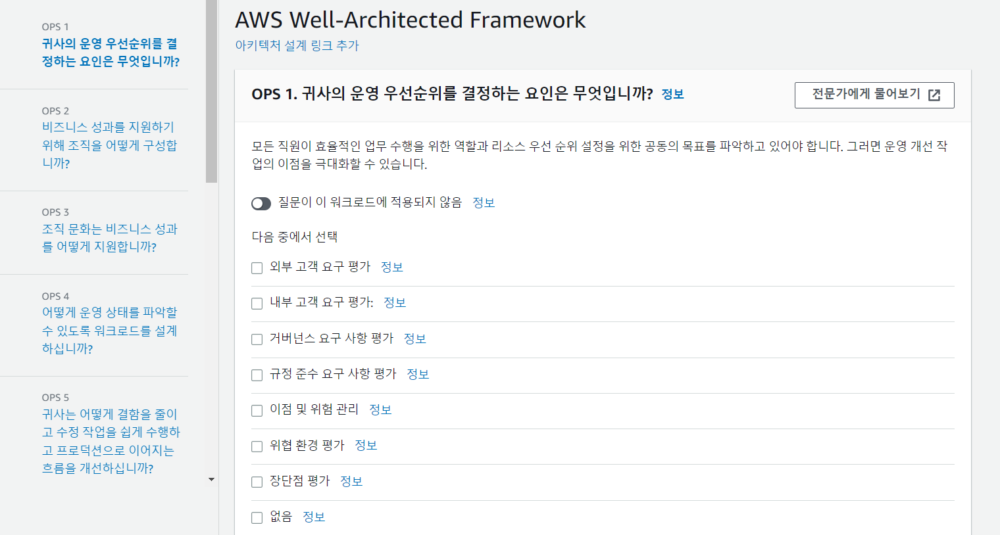 OPS 1
귀사의 운영 우선순위를 결
정하는 요인은 무엇입니까?
OPS 2
비즈니스 성과를 지원하기
위해 조직을 어떻게 구성합
니까?
OPS 3
조직 문화는 비즈니스 성과
를 어떻게 지원합니까?
OPS 4
어떻게 운영 상태를 파악할
수 있도록 워크로드를 설계
하십니까?
OPS 5
귀사는 어떻게 결함을 줄이
고 수정 작업을 쉽게 수행하
고 프로덕션으로 이어지는
흐름을 개선하십니까?
AWS Well-Architected Framework
아키텍처 설계 링크 추가
OPS 1. 귀사의 운영 우선순위를 결정하는 요인은 무엇입니까? 정보
전문가에게 물어보기
모든 직원이 효율적인 업무 수행을 위한 역할과 리소스 우선 순위 설정을 위한 공동의 목표를 파악하고 있어야 합니다. 그러면 운영 개선 작
업의 이점을 극대화할 수 있습니다.
질문이 이 워크로드에 적용되지 않음 정보
다음 중에서 선택
외부 고객 요구 평가 정보
내부 고객 요구 평가: 정보
거버넌스 요구 사항 평가 정보
규정 준수 요구 사항 평가 정보
이점 및 위험 관리 정보
위협 환경 평가 정보
장단점 평가 정보
없음 정보